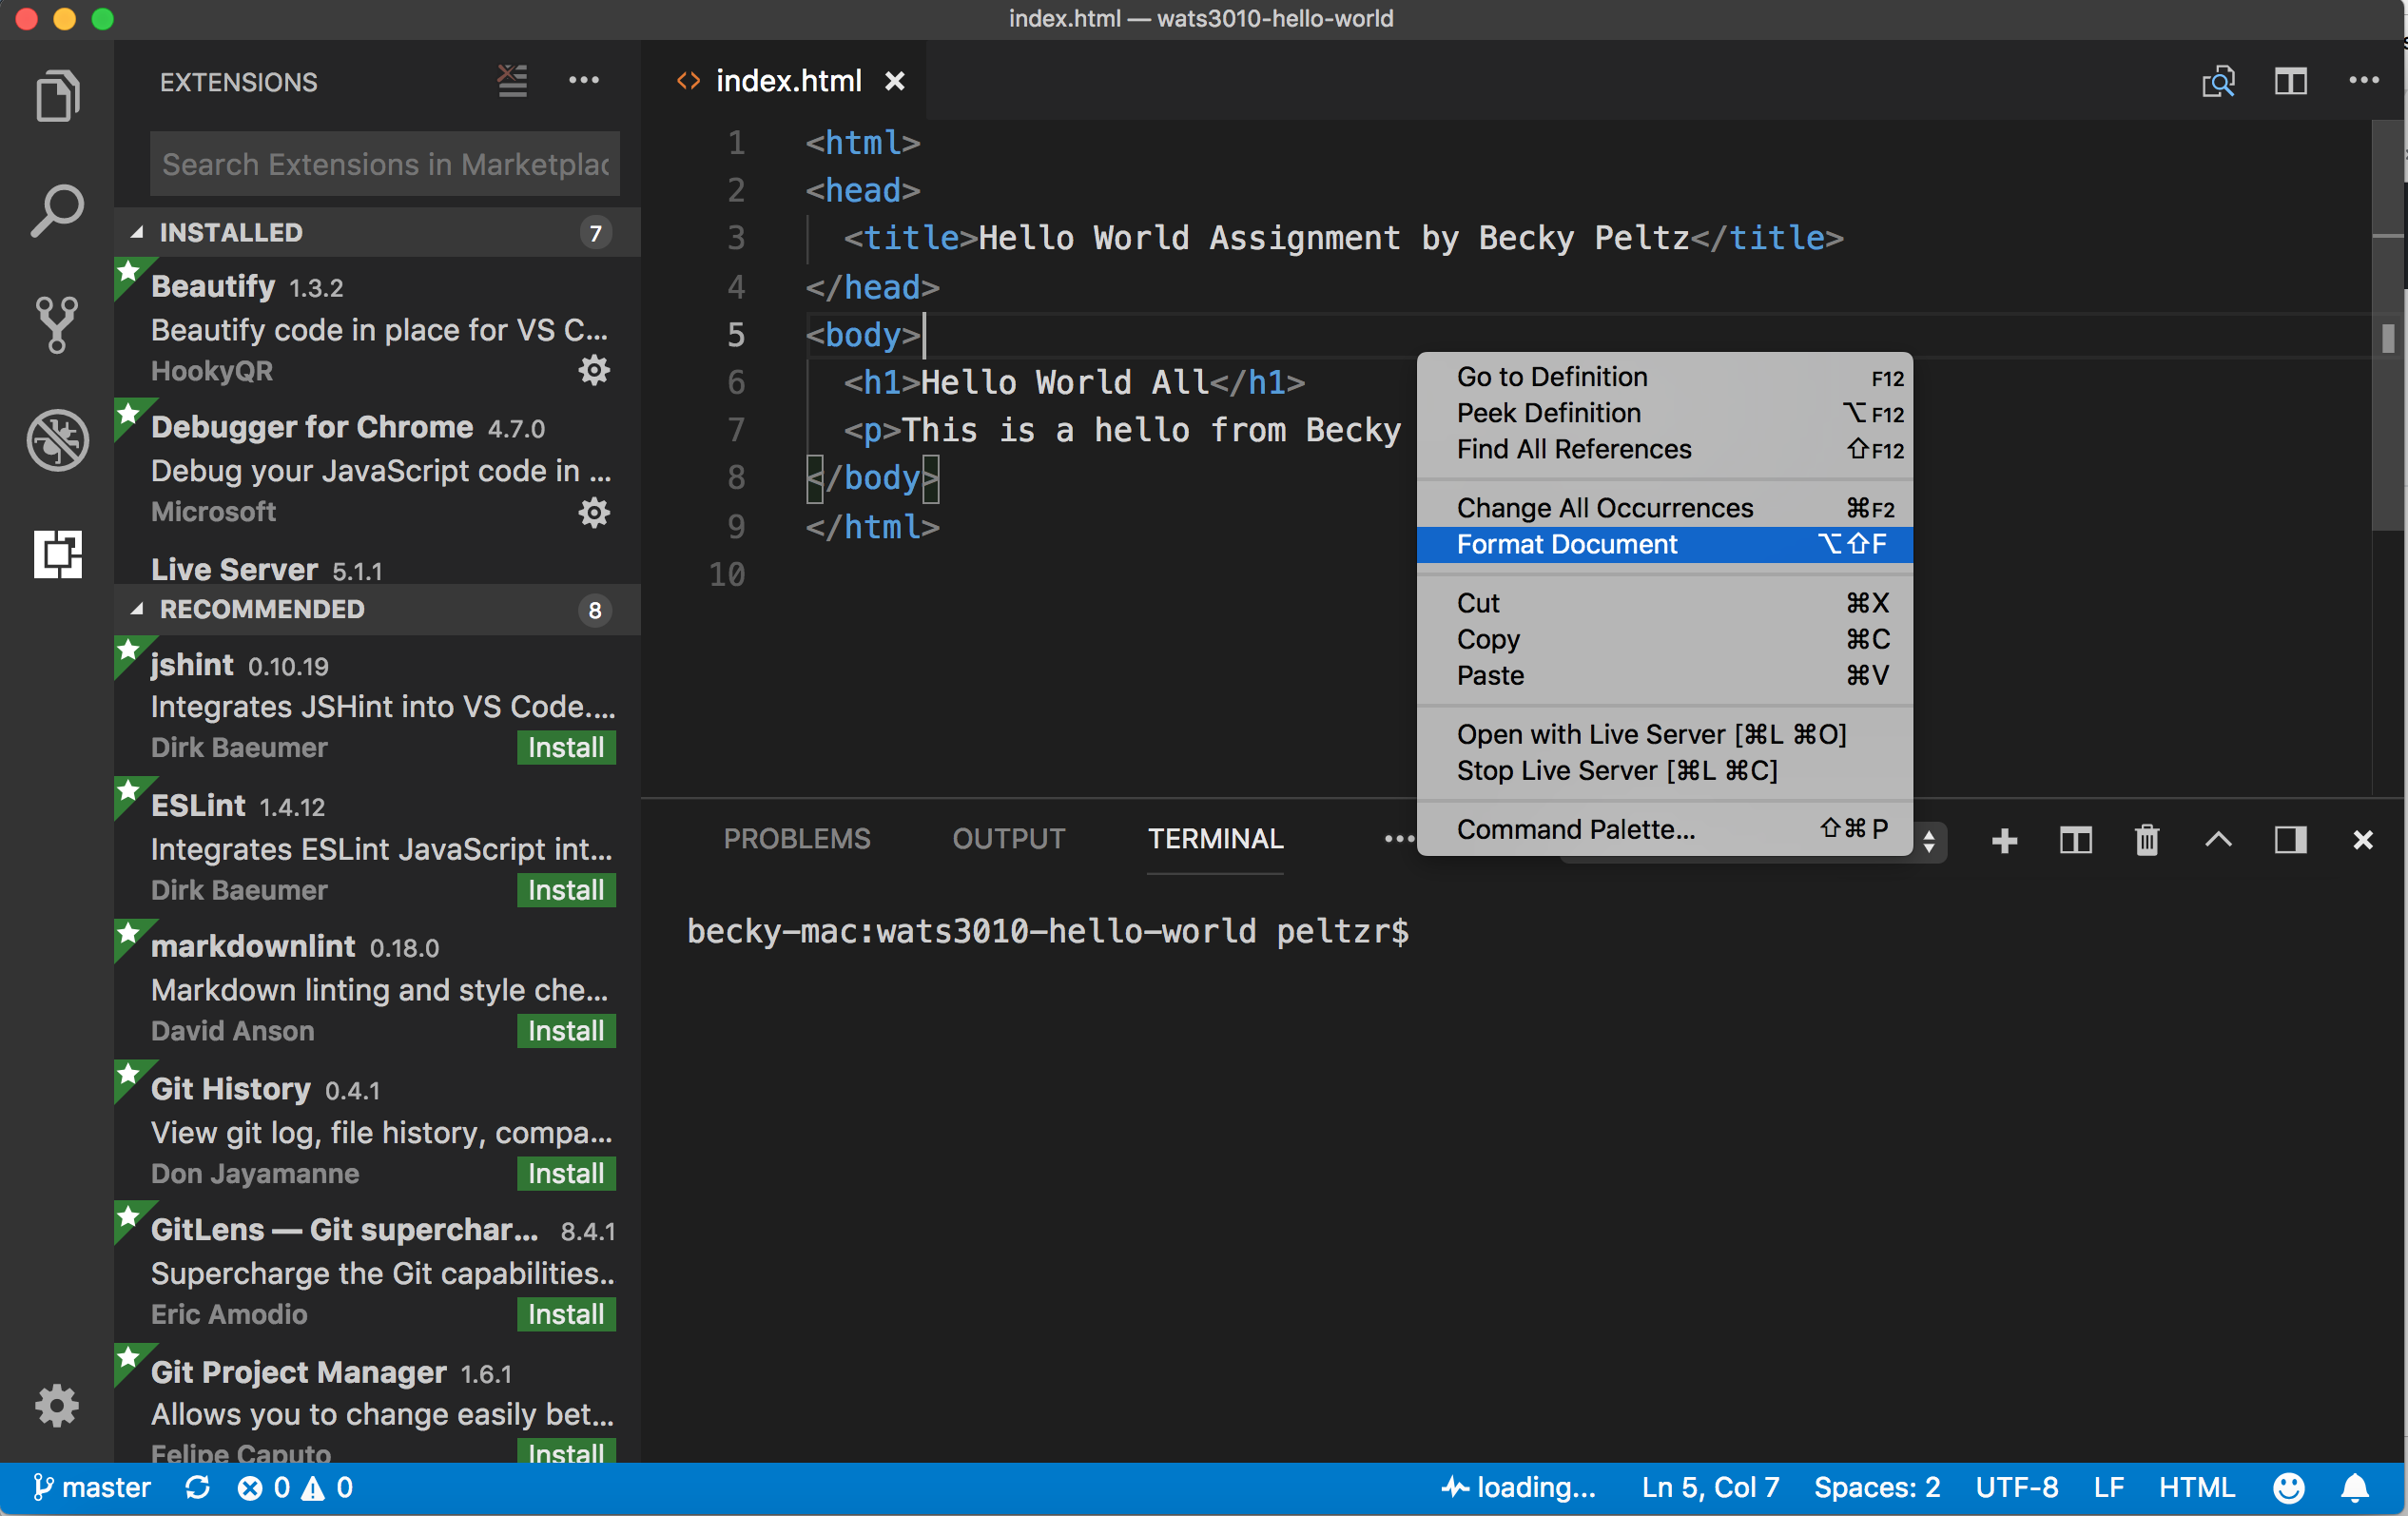 index.html — wats3010-hello-world
EXTENSIONS
Search Extensions in Marketplac
INSTALLED 7
Beautify 1.3.2
Beautify code in place for VS C...
HookyQR
Debugger for Chrome 4.7.0
Debug your JavaScript code in ...
Microsoft
Live Server 5.1.1
RECOMMENDED 8
jshint 0.10.19
Integrates JSHint into VS Code....
Dirk Baeumer Install
ESLint 1.4.12
Integrates ESLint JavaScript int...
Dirk Baeumer Install
markdownlint 0.18.0
Markdown linting and style che...
David Anson Install
Git History 0.4.1
View git log, file history, compa...
Don Jayamanne Install
GitLens — Git superchar... 8.4.1
Supercharge the Git capabilities..
Eric Amodio Install
Git Project Manager 1.6.1
Allows you to change easily bet...
Felipe Caputo Install
<> index.html ×
1 <html>
2 <head>
3 <title>Hello World Assignment by Becky Peltz</title>
4 </head>
5 <body>
6 <h1>Hello World All</h1>
7 <p>This is a hello from Becky
8 </body>
9 </html>
10
Go to Definition F12
Peek Definition ⌥F12
Find All References ⇧F12
Change All Occurrences ⌘F2
Format Document ⌥⇧F
Cut ⌘X
Copy ⌘C
Paste ⌘V
Open with Live Server [⌘L ⌘O]
Stop Live Server [⌘L ⌘C]
Command Palette... ⇧⌘P
PROBLEMS OUTPUT TERMINAL •••
becky-mac:wats3010-hello-world peltzr$
master 0 0 loading... Ln 5, Col 7 Spaces: 2 UTF-8 LF HTML